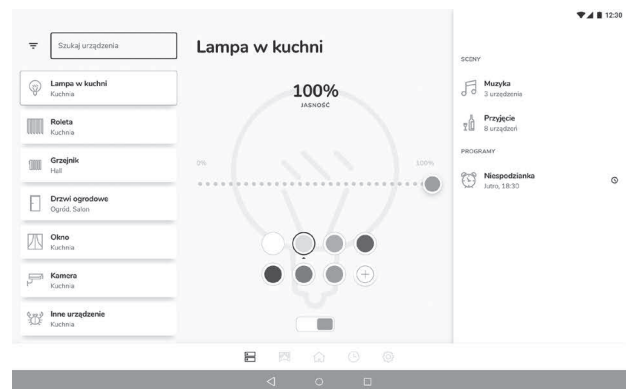 12:30
Szukaj urządzenia
Lampa w kuchni
Kuchnia
Roleta
Kuchnia
Grzejnik
Hall
Drzwi ogrodowe
Ogród, Salon
Okno
Kuchnia
Kamera
Kuchnia
Inne urządzenie
Kuchnia
Lampa w kuchni
100%
JASNOŚĆ
0%
100%
SCENY
Muzyka
3 urządzenia
Przyjęcie
8 urządzeń
PROGRAMY
Niespodzianka
Jutro, 18:30